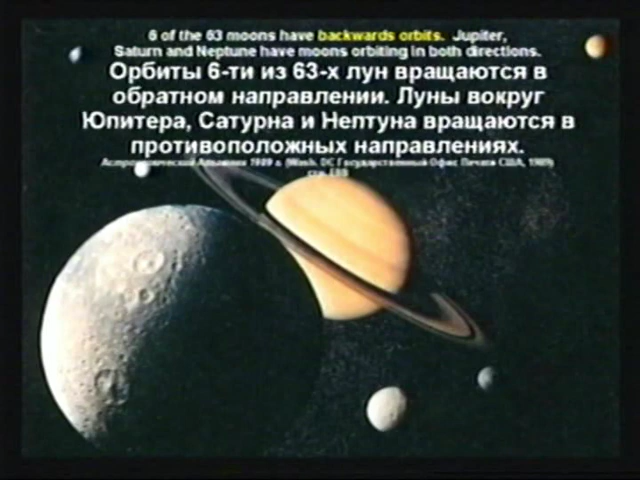 6 of the 63 moons have backwards orbits. Jupiter,
Saturn and Neptune have moons orbiting in both directions.
Орбиты 6-ти из 63-х лун вращаются в
обратном направлении. Луны вокруг
Юпитера, Сатурна и Нептуна вращаются в
противоположных направлениях.
Астрономический Альманах 1989 г. (Wash. DC Государственный Офис Печати США, 1989)
стр.